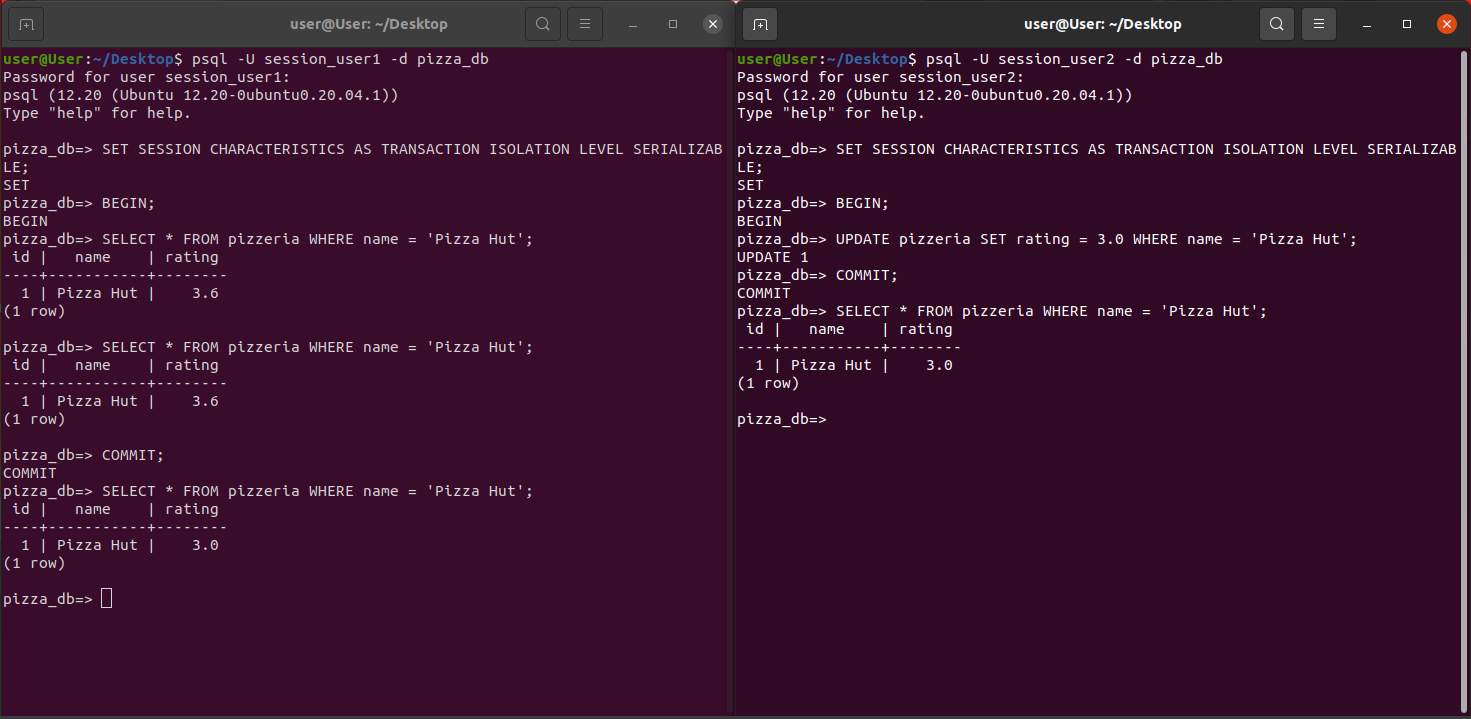 user@User: ~/Desktop
user@User:~/Desktop$ psql -U session_user1 -d pizza_db
Password for user session_user1:
psql (12.20 (Ubuntu 12.20-0ubuntu0.20.04.1))
Type "help" for help.

pizza_db=> SET SESSION CHARACTERISTICS AS TRANSACTION ISOLATION LEVEL SERIALIZAB
LE;
SET
pizza_db=> BEGIN;
BEGIN
pizza_db=> SELECT * FROM pizzeria WHERE name = 'Pizza Hut';
 id |   name    | rating
----+-----------+--------
  1 | Pizza Hut |    3.6
(1 row)

pizza_db=> SELECT * FROM pizzeria WHERE name = 'Pizza Hut';
 id |   name    | rating
----+-----------+--------
  1 | Pizza Hut |    3.6
(1 row)

pizza_db=> COMMIT;
COMMIT
pizza_db=> SELECT * FROM pizzeria WHERE name = 'Pizza Hut';
 id |   name    | rating
----+-----------+--------
  1 | Pizza Hut |    3.0
(1 row)

pizza_db=>
user@User: ~/Desktop
user@User:~/Desktop$ psql -U session_user2 -d pizza_db
Password for user session_user2:
psql (12.20 (Ubuntu 12.20-0ubuntu0.20.04.1))
Type "help" for help.

pizza_db=> SET SESSION CHARACTERISTICS AS TRANSACTION ISOLATION LEVEL SERIALIZAB
LE;
SET
pizza_db=> BEGIN;
BEGIN
pizza_db=> UPDATE pizzeria SET rating = 3.0 WHERE name = 'Pizza Hut';
UPDATE 1
pizza_db=> COMMIT;
COMMIT
pizza_db=> SELECT * FROM pizzeria WHERE name = 'Pizza Hut';
 id |   name    | rating
----+-----------+--------
  1 | Pizza Hut |    3.0
(1 row)

pizza_db=>